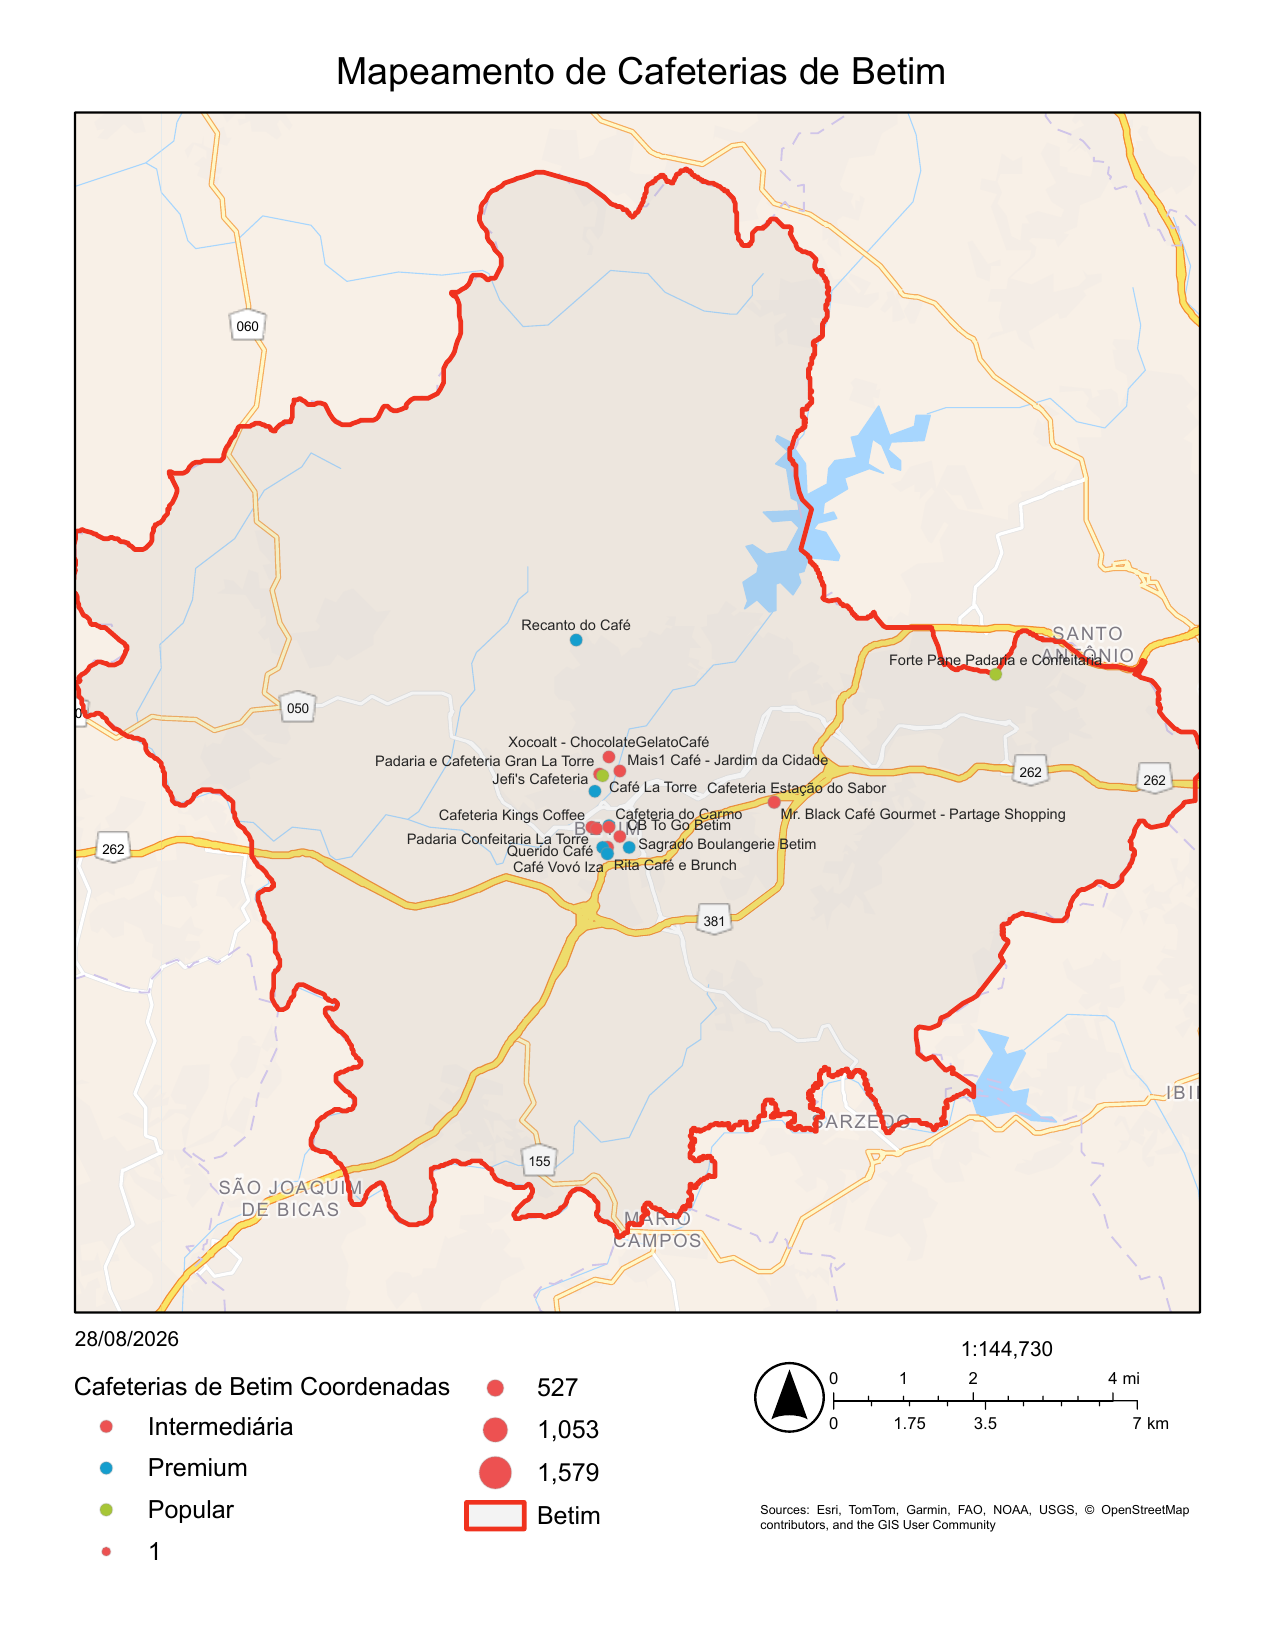 Mapeamento de Cafeterias de Betim
060
SANTO
ANTÔNIO
Recanto do Café
Forte Pane Padaria e Confeitaria
050
Xocoalt - ChocolateGelatoCafé
Padaria e Cafeteria Gran La Torre
Mais1 Café - Jardim da Cidade
Jefi's Cafeteria
Café La Torre
Cafeteria Estação do Sabor
262
262
Cafeteria Kings Coffee
Cafeteria do Carmo
Mr. Black Café Gourmet - Partage Shopping
CB To Go Betim
Padaria Confeitaria La Torre
Sagrado Boulangerie Betim
262
Querido Café
Café Vovó Iza
Rita Café e Brunch
381
SARZEDO
155
SÃO JOAQUIM
DE BICAS
MÁRIO
CAMPOS
28/08/2026
1:144,730
Cafeterias de Betim Coordenadas
Intermediária
Premium
Popular
1
527
1,053
1,579
Betim
0 1 2 4 mi
0 1.75 3.5 7 km
Sources: Esri, TomTom, Garmin, FAO, NOAA, USGS, © OpenStreetMap
contributors, and the GIS User Community